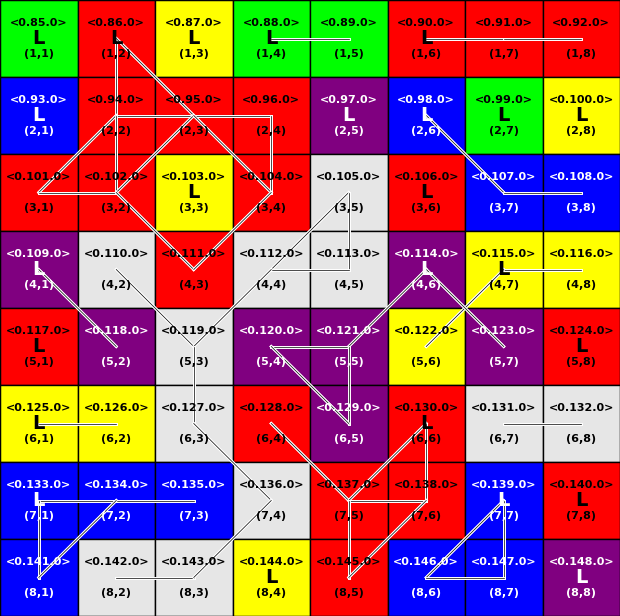 <0.85.0> <0.86.0> <0.87.0> <0.88.0> <0.89.0> <0.90.0> <0.91.0> <0.92.0>
L L L L L
(1,1) (1,2) (1,3) (1,4) (1,5) (1,6) (1,7) (1,8)
<0.93.0> <0.94.0> <0.95.0> <0.96.0> <0.97.0> <0.98.0> <0.99.0> <0.100.0>
L L L L L
(2,1) (2,2) (2,3) (2,4) (2,5) (2,6) (2,7) (2,8)
<0.101.0> <0.102.0> <0.103.0> <0.104.0> <0.105.0> <0.106.0> <0.107.0> <0.108.0>
L L
(3,1) (3,2) (3,3) (3,4) (3,5) (3,6) (3,7) (3,8)
<0.109.0> <0.110.0> <0.111.0> <0.112.0> <0.113.0> <0.114.0> <0.115.0> <0.116.0>
L L L
(4,1) (4,2) (4,3) (4,4) (4,5) (4,6) (4,7) (4,8)
<0.117.0> <0.118.0> <0.119.0> <0.120.0> <0.121.0> <0.122.0> <0.123.0> <0.124.0>
L L
(5,1) (5,2) (5,3) (5,4) (5,5) (5,6) (5,7) (5,8)
<0.125.0> <0.126.0> <0.127.0> <0.128.0> <0.129.0> <0.130.0> <0.131.0> <0.132.0>
L L
(6,1) (6,2) (6,3) (6,4) (6,5) (6,6) (6,7) (6,8)
<0.133.0> <0.134.0> <0.135.0> <0.136.0> <0.137.0> <0.138.0> <0.139.0> <0.140.0>
L L L
(7,1) (7,2) (7,3) (7,4) (7,5) (7,6) (7,7) (7,8)
<0.141.0> <0.142.0> <0.143.0> <0.144.0> <0.145.0> <0.146.0> <0.147.0> <0.148.0>
L L
(8,1) (8,2) (8,3) (8,4) (8,5) (8,6) (8,7) (8,8)